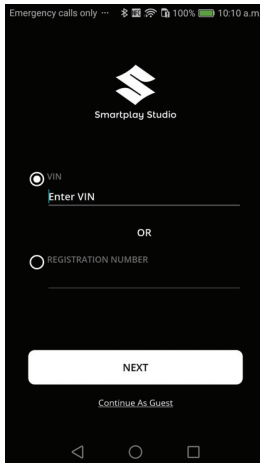 Emergency calls only ··· 100% 10:10 a.m.
Smartplay Studio
VIN
Enter VIN
OR
REGISTRATION NUMBER
NEXT
Continue As Guest